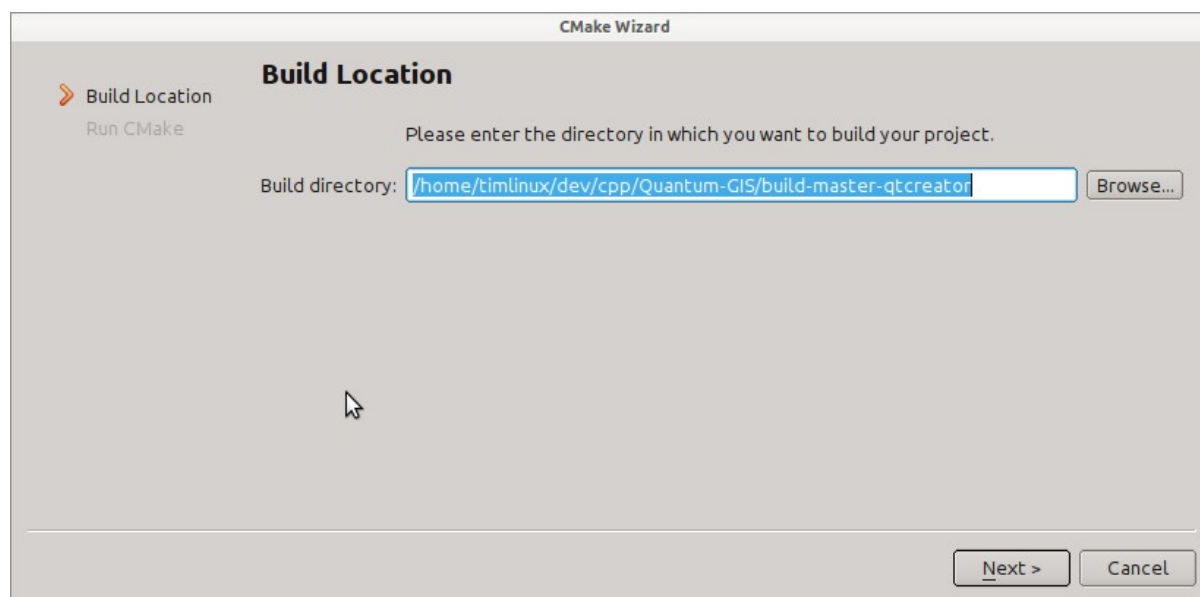 CMake Wizard
Build Location
Build Location
Run CMake
Please enter the directory in which you want to build your project.
Build directory: /home/timlinux/dev/cpp/Quantum-GIS/build-master-qtcreator Browse...
Next > Cancel